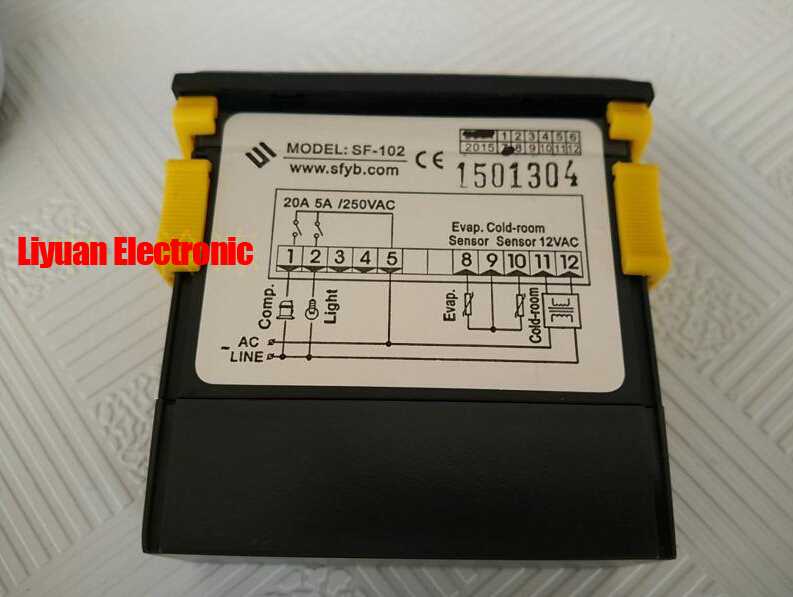 MODEL: SF-102
www.sfyb.com
CE
1 2 3 4 5 6
2015 7 8 9 10 11 12
1501304
20A 5A /250VAC
Evap. Cold-room
Sensor Sensor 12VAC
1 2 3 4 5 8 9 10 11 12
Comp.
Light
Evap.
Cold-room
~ AC
LINE
Liyuan Electronic